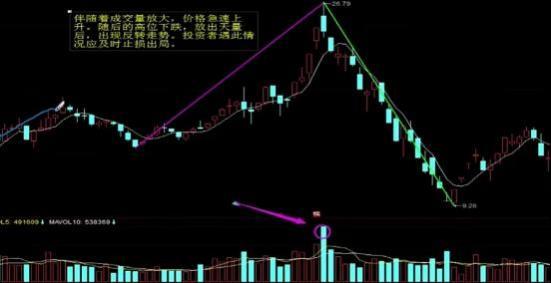 伴随着成交量放大，价格急速上
升，随后的高位下跌，放出天量
后，出现反转走势。投资者遇此情
况应及时止损出局。
26.79
9.28
OL5: 491609 MAVOL10: 538369